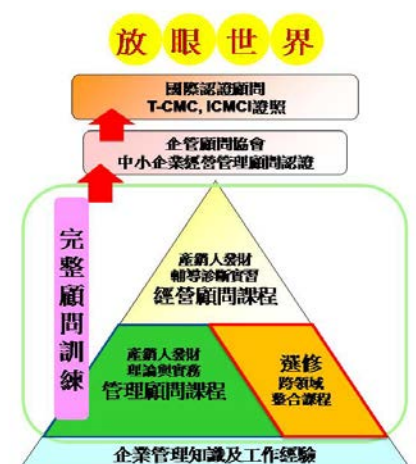 放眼世界
國際認證顧問
T-CMC, ICMCI證照
企管顧問協會
中小企業經營管理顧問認證
完整顧問訓練
產銷人發財
輔導診斷實習
經營顧問課程
產銷人發財
理論與實務
管理顧問課程
選修
跨領域
整合課程
企業管理知識及工作經驗